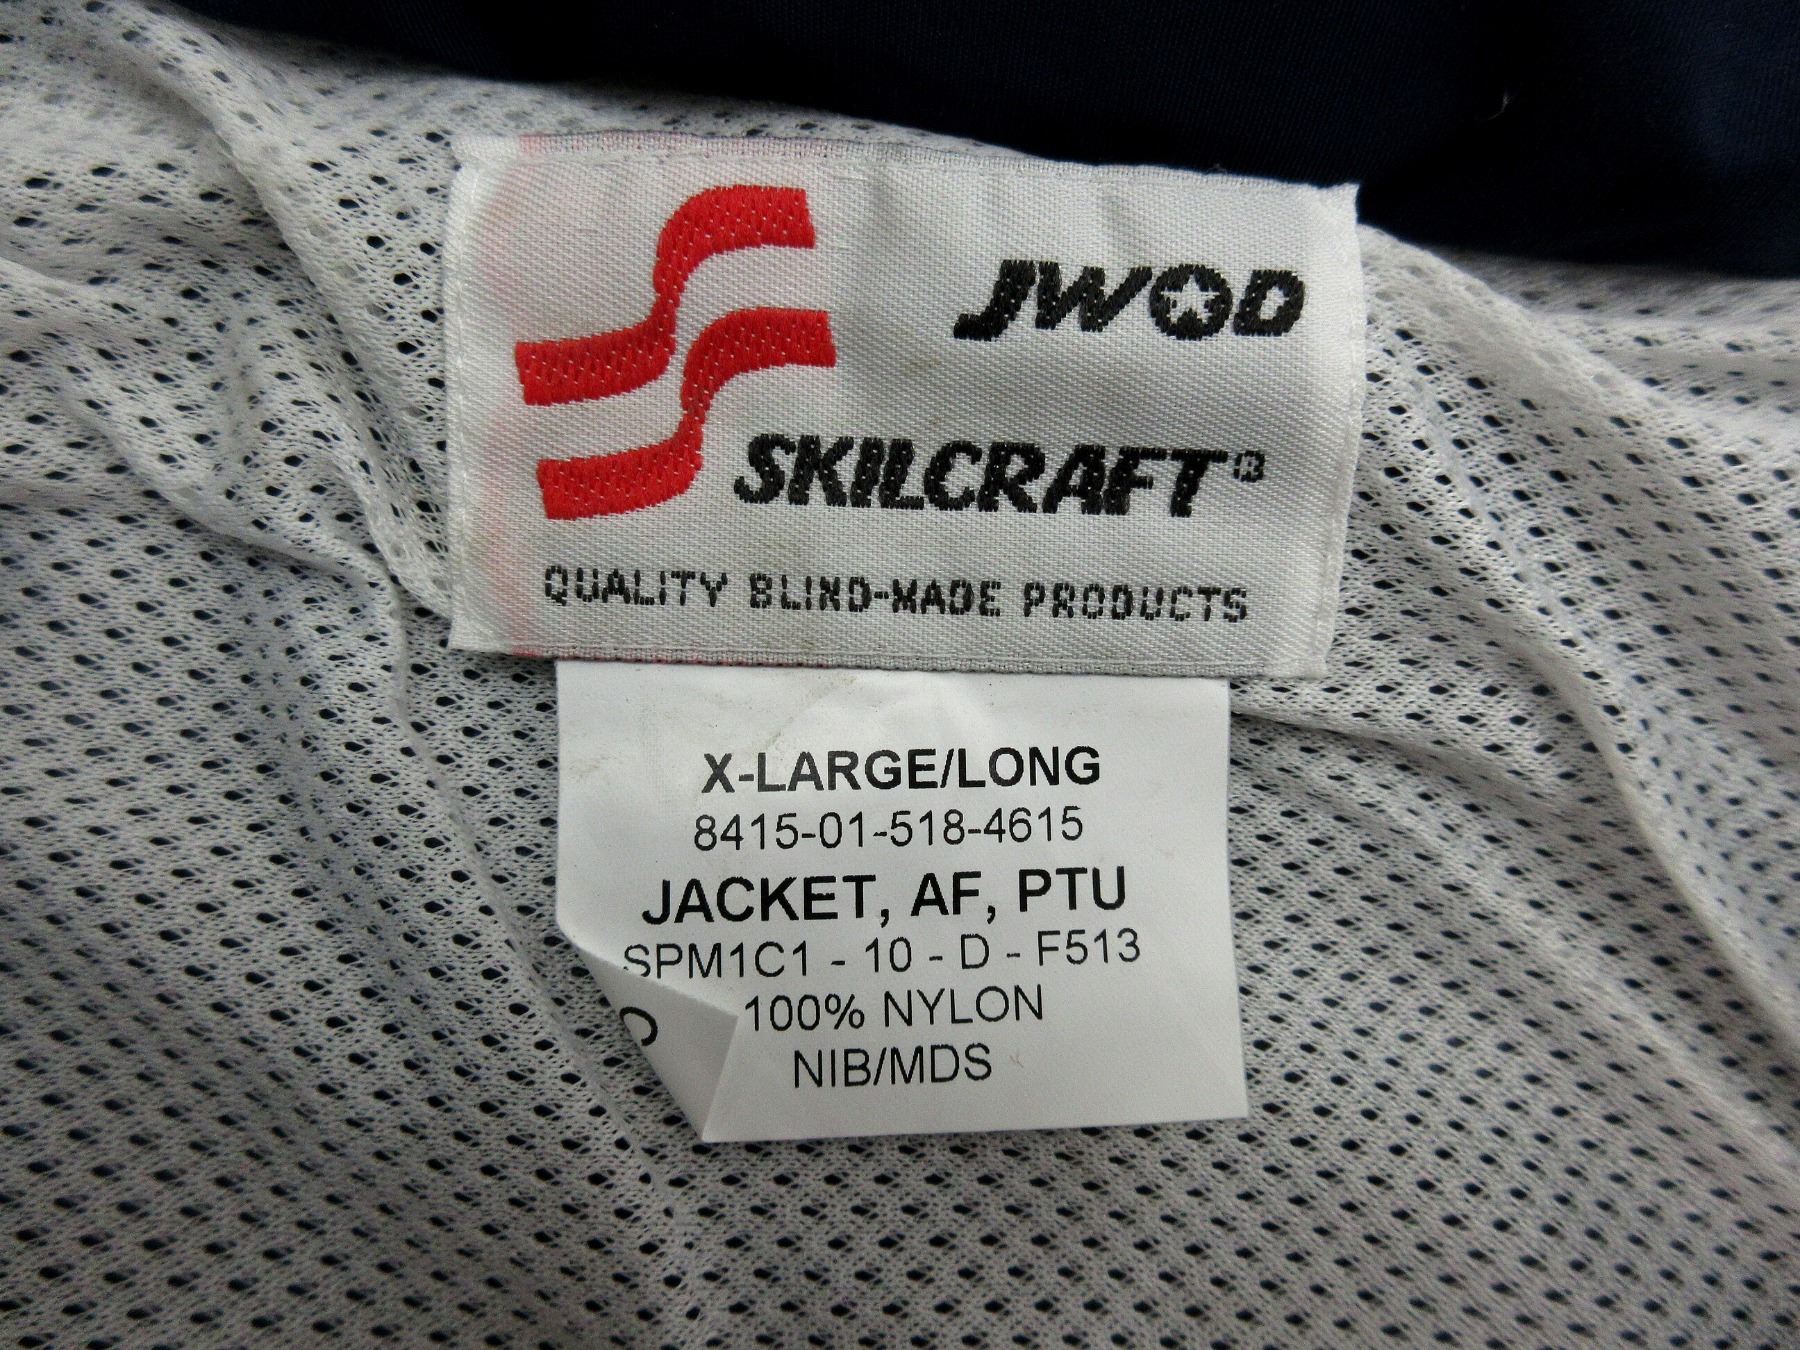 JWOD
SKILCRAFT®
QUALITY BLIND-MADE PRODUCTS
X-LARGE/LONG
8415-01-518-4615
JACKET, AF, PTU
SPM1C1 - 10 - D - F513
100% NYLON
NIB/MDS